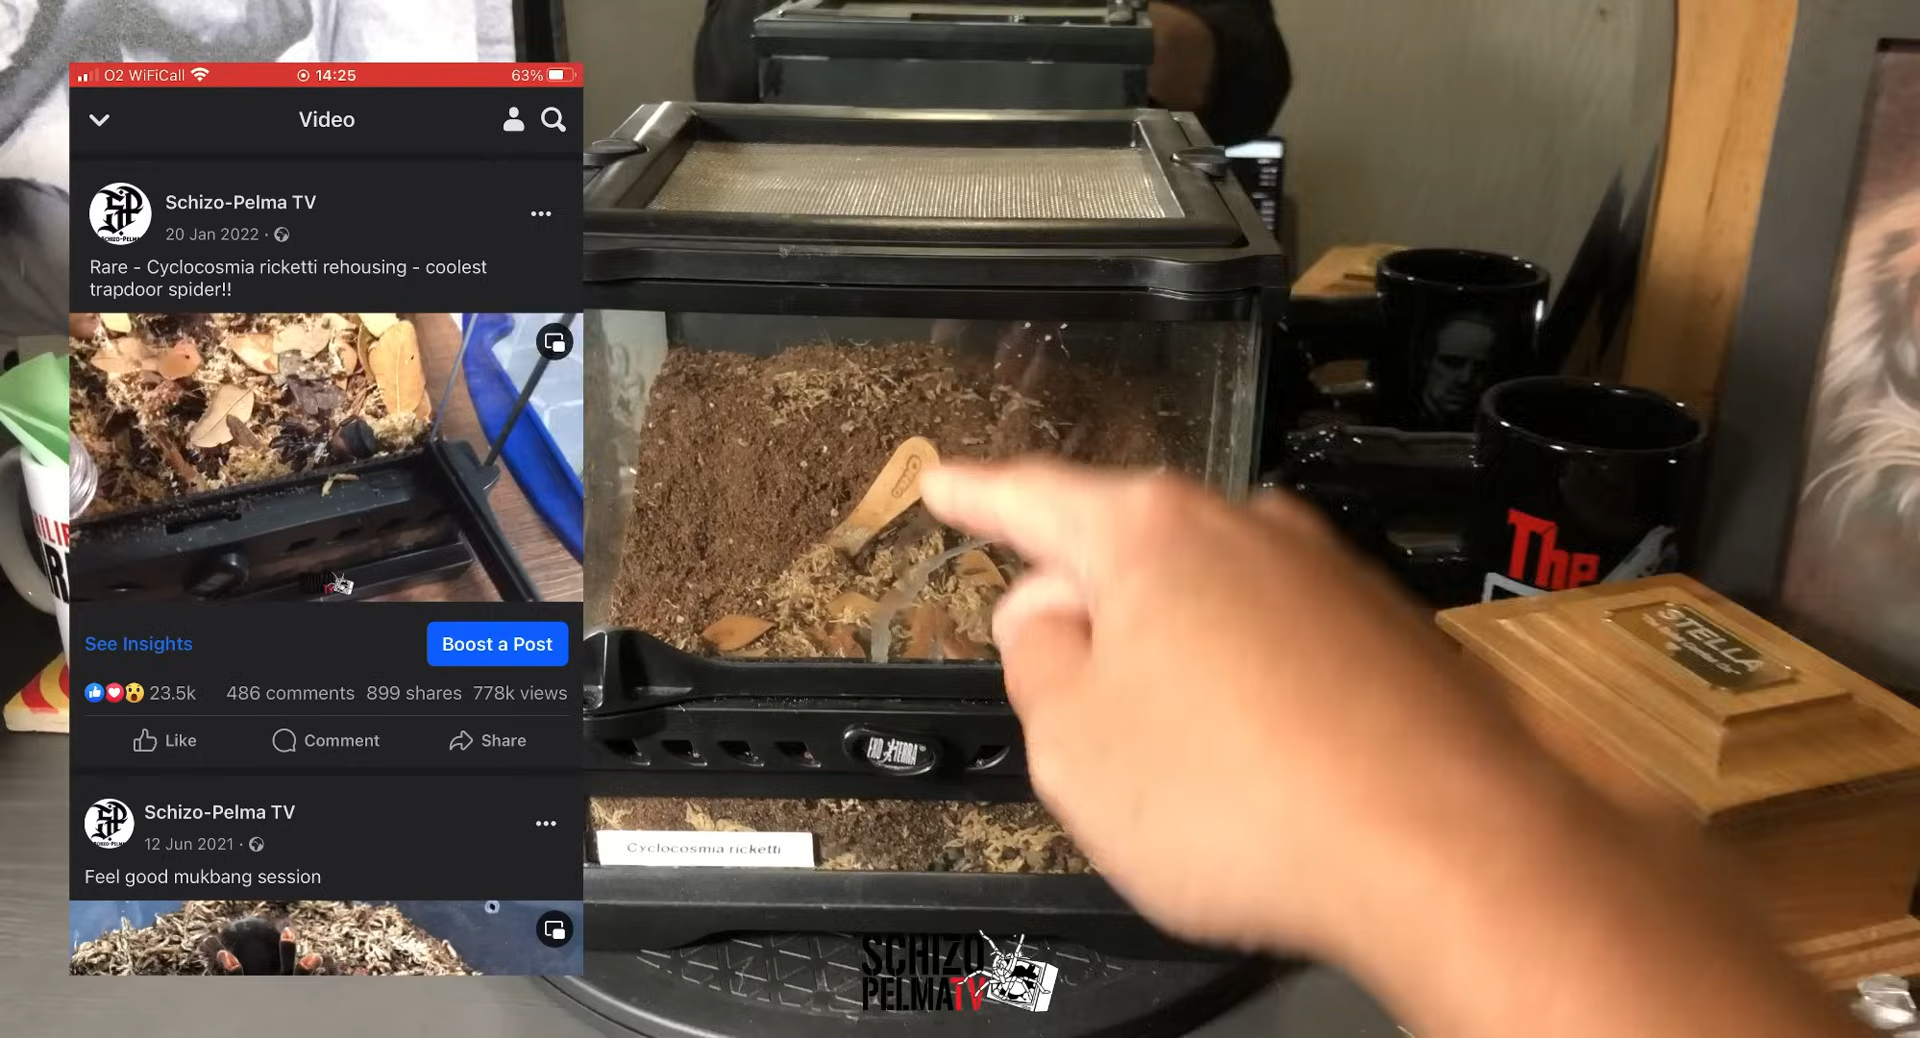 O2 WiFiCall
14:25
63%
Video
Schizo-Pelma TV
20 Jan 2022
Rare - Cyclocosmia ricketti rehousing - coolest
trapdoor spider!!
See Insights
Boost a Post
23.5k
486 comments
899 shares
778k views
Like
Comment
Share
Schizo-Pelma TV
12 Jun 2021
Feel good mukbang session
EXO TERRA
Cyclocosmia ricketti
The
STELLA
SCHIZO
PELMATV